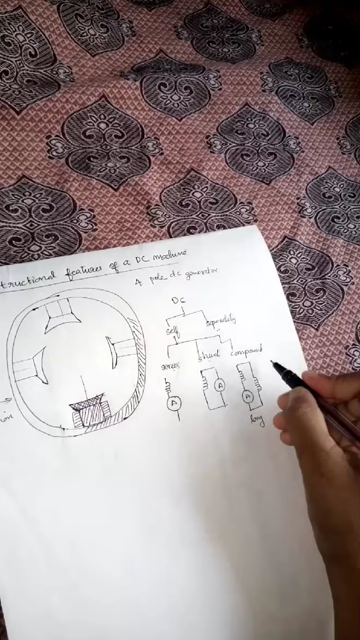 tructional features of a DC machine
4 pole dc generator
DC
self
separately
series shunt compound
A
A
A
long